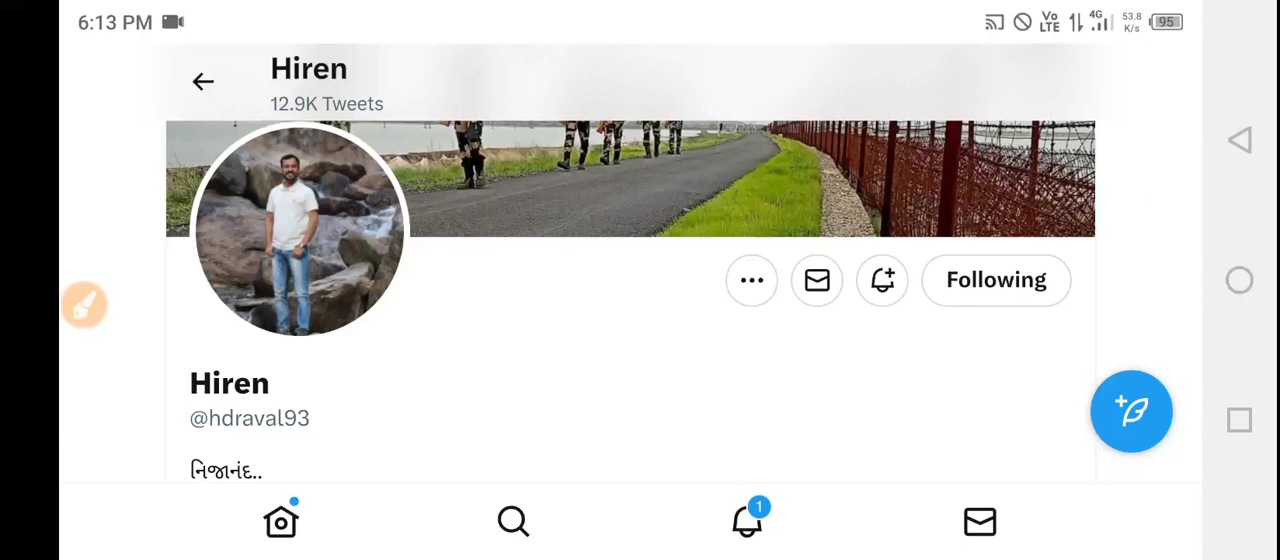 6:13 PM
Vo LTE 4G 53.8 K/s 95
Hiren
12.9K Tweets
Following
Hiren
@hdraval93
નિજાનંદ..
1